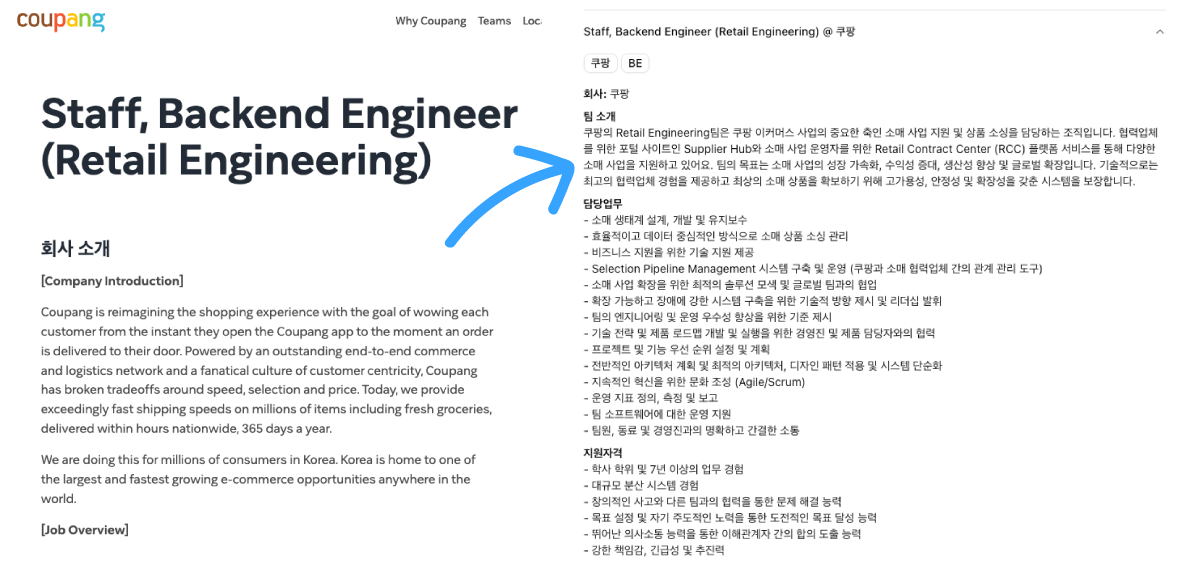 coupang
Why Coupang Teams
Staff, Backend Engineer
(Retail Engineering)
회사 소개
[Company Introduction]
Coupang is reimagining the shopping experience with the goal of wowing each
customer from the instant they open the Coupang app to the moment an order
is delivered to their door. Powered by an outstanding end-to-end commerce
and logistics network and a fanatical culture of customer centricity, Coupang
has broken tradeoffs around speed, selection and price. Today, we provide
exceedingly fast shipping speeds on millions of items including fresh groceries,
delivered within hours nationwide, 365 days a year.
We are doing this for millions of consumers in Korea. Korea is home to one of
the largest and fastest growing e-commerce opportunities anywhere in the
world.
[Job Overview]
Staff, Backend Engineer (Retail Engineering) @ 쿠팡
쿠팡 BE
회사: 쿠팡
팀 소개
쿠팡의 Retail Engineering팀은 쿠팡 이커머스 사업의 중요한 축인 소매 사업 지원 및 상품 소싱을 담당하는 조직입니다. 협력업체
를 위한 포털 사이트인 Supplier Hub와 소매 사업 운영자를 위한 Retail Contract Center (RCC) 플랫폼 서비스를 통해 다양한
소매 사업을 지원하고 있어요. 팀의 목표는 소매 사업의 성장 가속화, 수익성 증대, 생산성 향상 및 글로벌 확장입니다. 기술적으로는
최고의 협력업체 경험을 제공하고 최상의 소매 상품을 확보하기 위해 고가용성, 안정성 및 확장성을 갖춘 시스템을 보장합니다.
담당업무
- 소매 생태계 설계, 개발 및 유지보수
- 효율적이고 데이터 중심적인 방식으로 소매 상품 소싱 관리
- 비즈니스 지원을 위한 기술 지원 제공
- Selection Pipeline Management 시스템 구축 및 운영 (쿠팡과 소매 협력업체 간의 관계 관리 도구)
- 소매 사업 확장을 위한 최적의 솔루션 모색 및 글로벌 팀과의 협업
- 확장 가능하고 장애에 강한 시스템 구축을 위한 기술적 방향 제시 및 리더십 발휘
- 팀의 엔지니어링 및 운영 우수성 향상을 위한 기준 제시
- 기술 전략 및 제품 로드맵 개발 및 실행을 위한 경영진 및 제품 담당자와의 협력
- 프로젝트 및 기능 우선 순위 설정 및 계획
- 전반적인 아키텍처 계획 및 최적의 아키텍처, 디자인 패턴 적용 및 시스템 단순화
- 지속적인 혁신을 위한 문화 조성 (Agile/Scrum)
- 운영 지표 정의, 측정 및 보고
- 팀 소프트웨어에 대한 운영 지원
- 팀원, 동료 및 경영진과의 명확하고 간결한 소통
지원자격
- 학사 학위 및 7년 이상의 업무 경험
- 대규모 분산 시스템 경험
- 창의적인 사고와 다른 팀과의 협력을 통한 문제 해결 능력
- 목표 설정 및 자기 주도적인 노력을 통한 도전적인 목표 달성 능력
- 뛰어난 의사소통 능력을 통한 이해관계자 간의 합의 도출 능력
- 강한 책임감, 긴급성 및 추진력